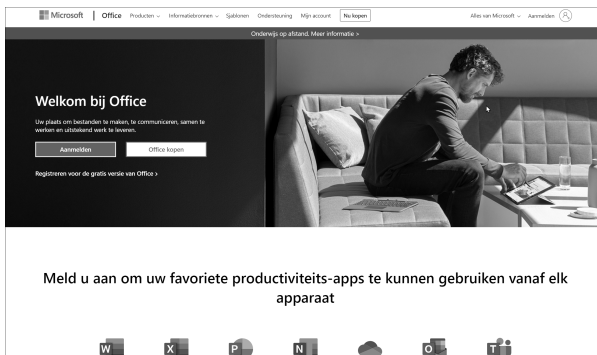 Microsoft Office Producten Informatiebronnen Sjablonen Ondersteuning Mijn account Nu kopen Alles van Microsoft Aanmelden
Onderwijs op afstand. Meer informatie >
Welkom bij Office
Uw plaats om bestanden te maken, te communiceren, samen te
werken en uitstekend werk te leveren.
Aanmelden Office kopen
Registreren voor de gratis versie van Office >
Meld u aan om uw favoriete productiviteits-apps te kunnen gebruiken vanaf elk
apparaat
W X P N O T